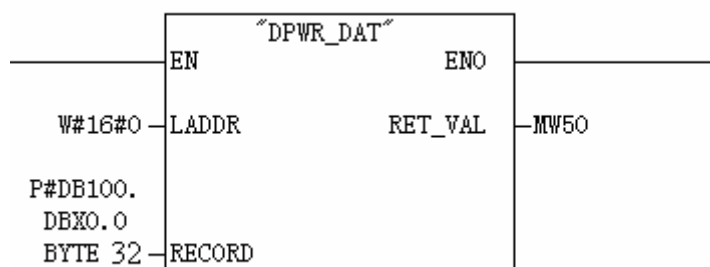 "DPWR_DAT"
EN ENO
W#16#0 LADDR RET_VAL MW50
P#DB100.
DBX0.0
BYTE 32 RECORD